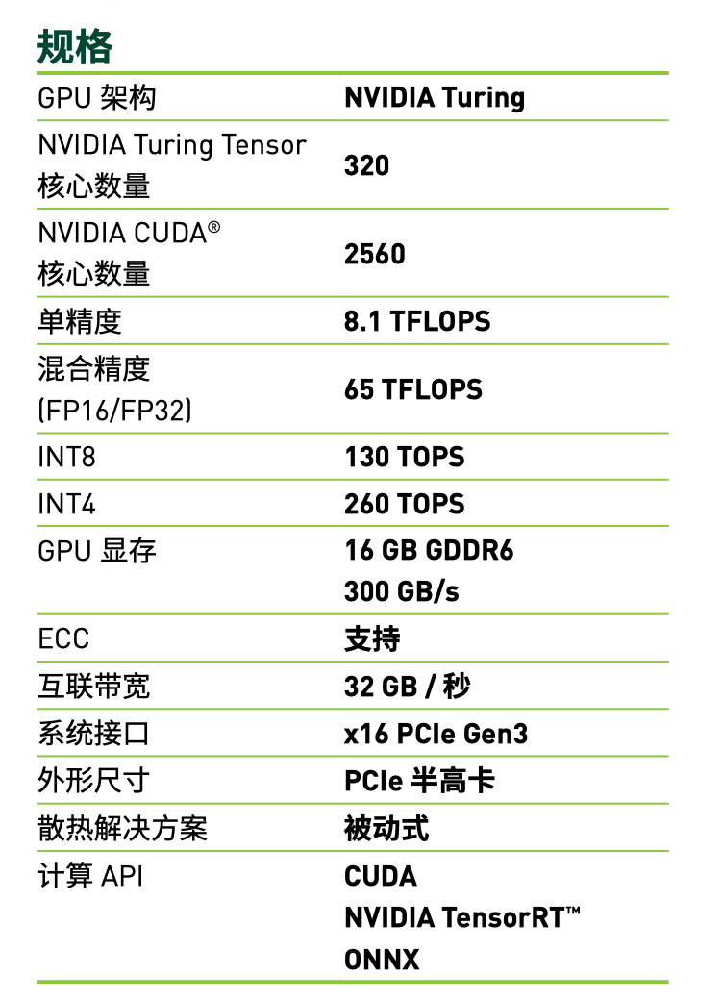 规格
GPU 架构 NVIDIA Turing
NVIDIA Turing Tensor
核心数量 320
NVIDIA CUDA®
核心数量 2560
单精度 8.1 TFLOPS
混合精度
(FP16/FP32) 65 TFLOPS
INT8 130 TOPS
INT4 260 TOPS
GPU 显存 16 GB GDDR6
300 GB/s
ECC 支持
互联带宽 32 GB / 秒
系统接口 x16 PCIe Gen3
外形尺寸 PCIe 半高卡
散热解决方案 被动式
计算 API CUDA
NVIDIA TensorRT™
ONNX